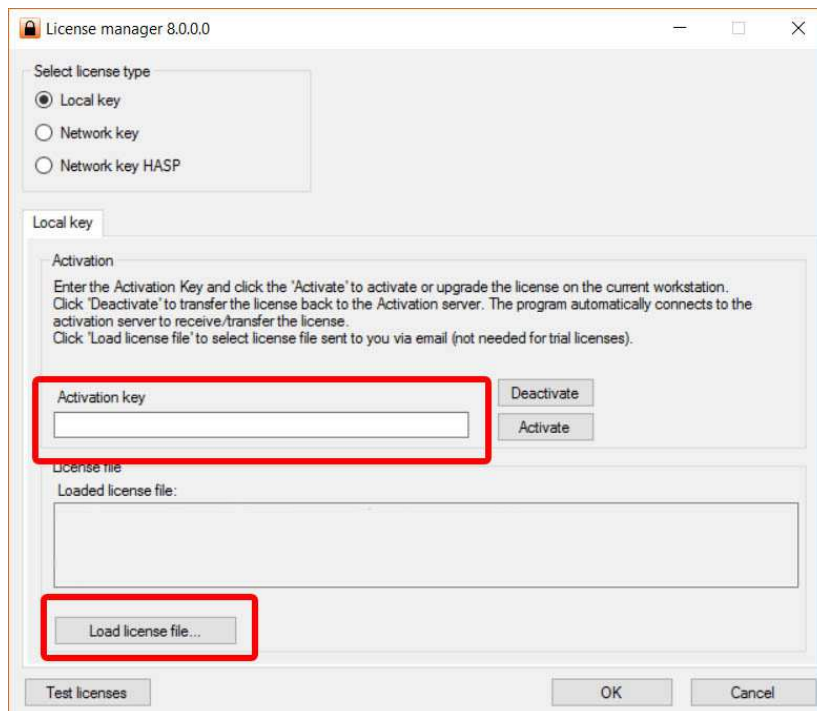 License manager 8.0.0.0
Select license type
Local key
Network key
Network key HASP
Local key
Activation
Enter the Activation Key and click the 'Activate' to activate or upgrade the license on the current workstation.
Click 'Deactivate' to transfer the license back to the Activation server. The program automatically connects to the
activation server to receive/transfer the license.
Click 'Load license file' to select license file sent to you via email (not needed for trial licenses).
Activation key
Deactivate
Activate
License file
Loaded license file:
Load license file...
Test licenses
OK
Cancel